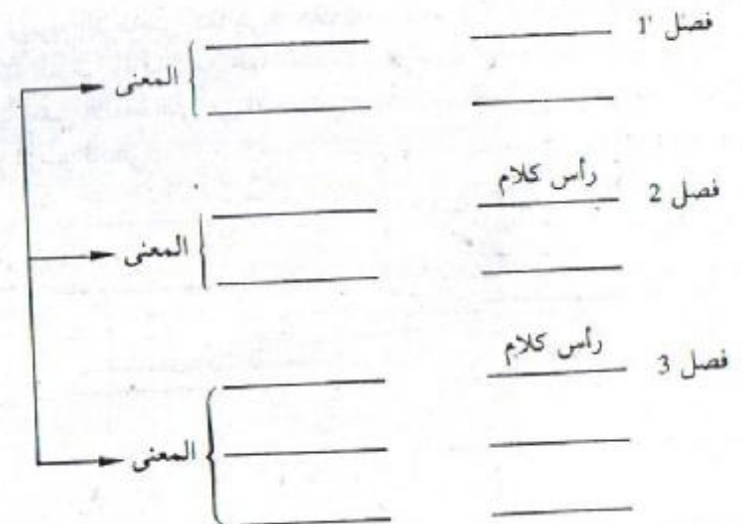 فصل 1
المعنى
رأس كلام
فصل 2
المعنى
رأس كلام
فصل 3
المعنى